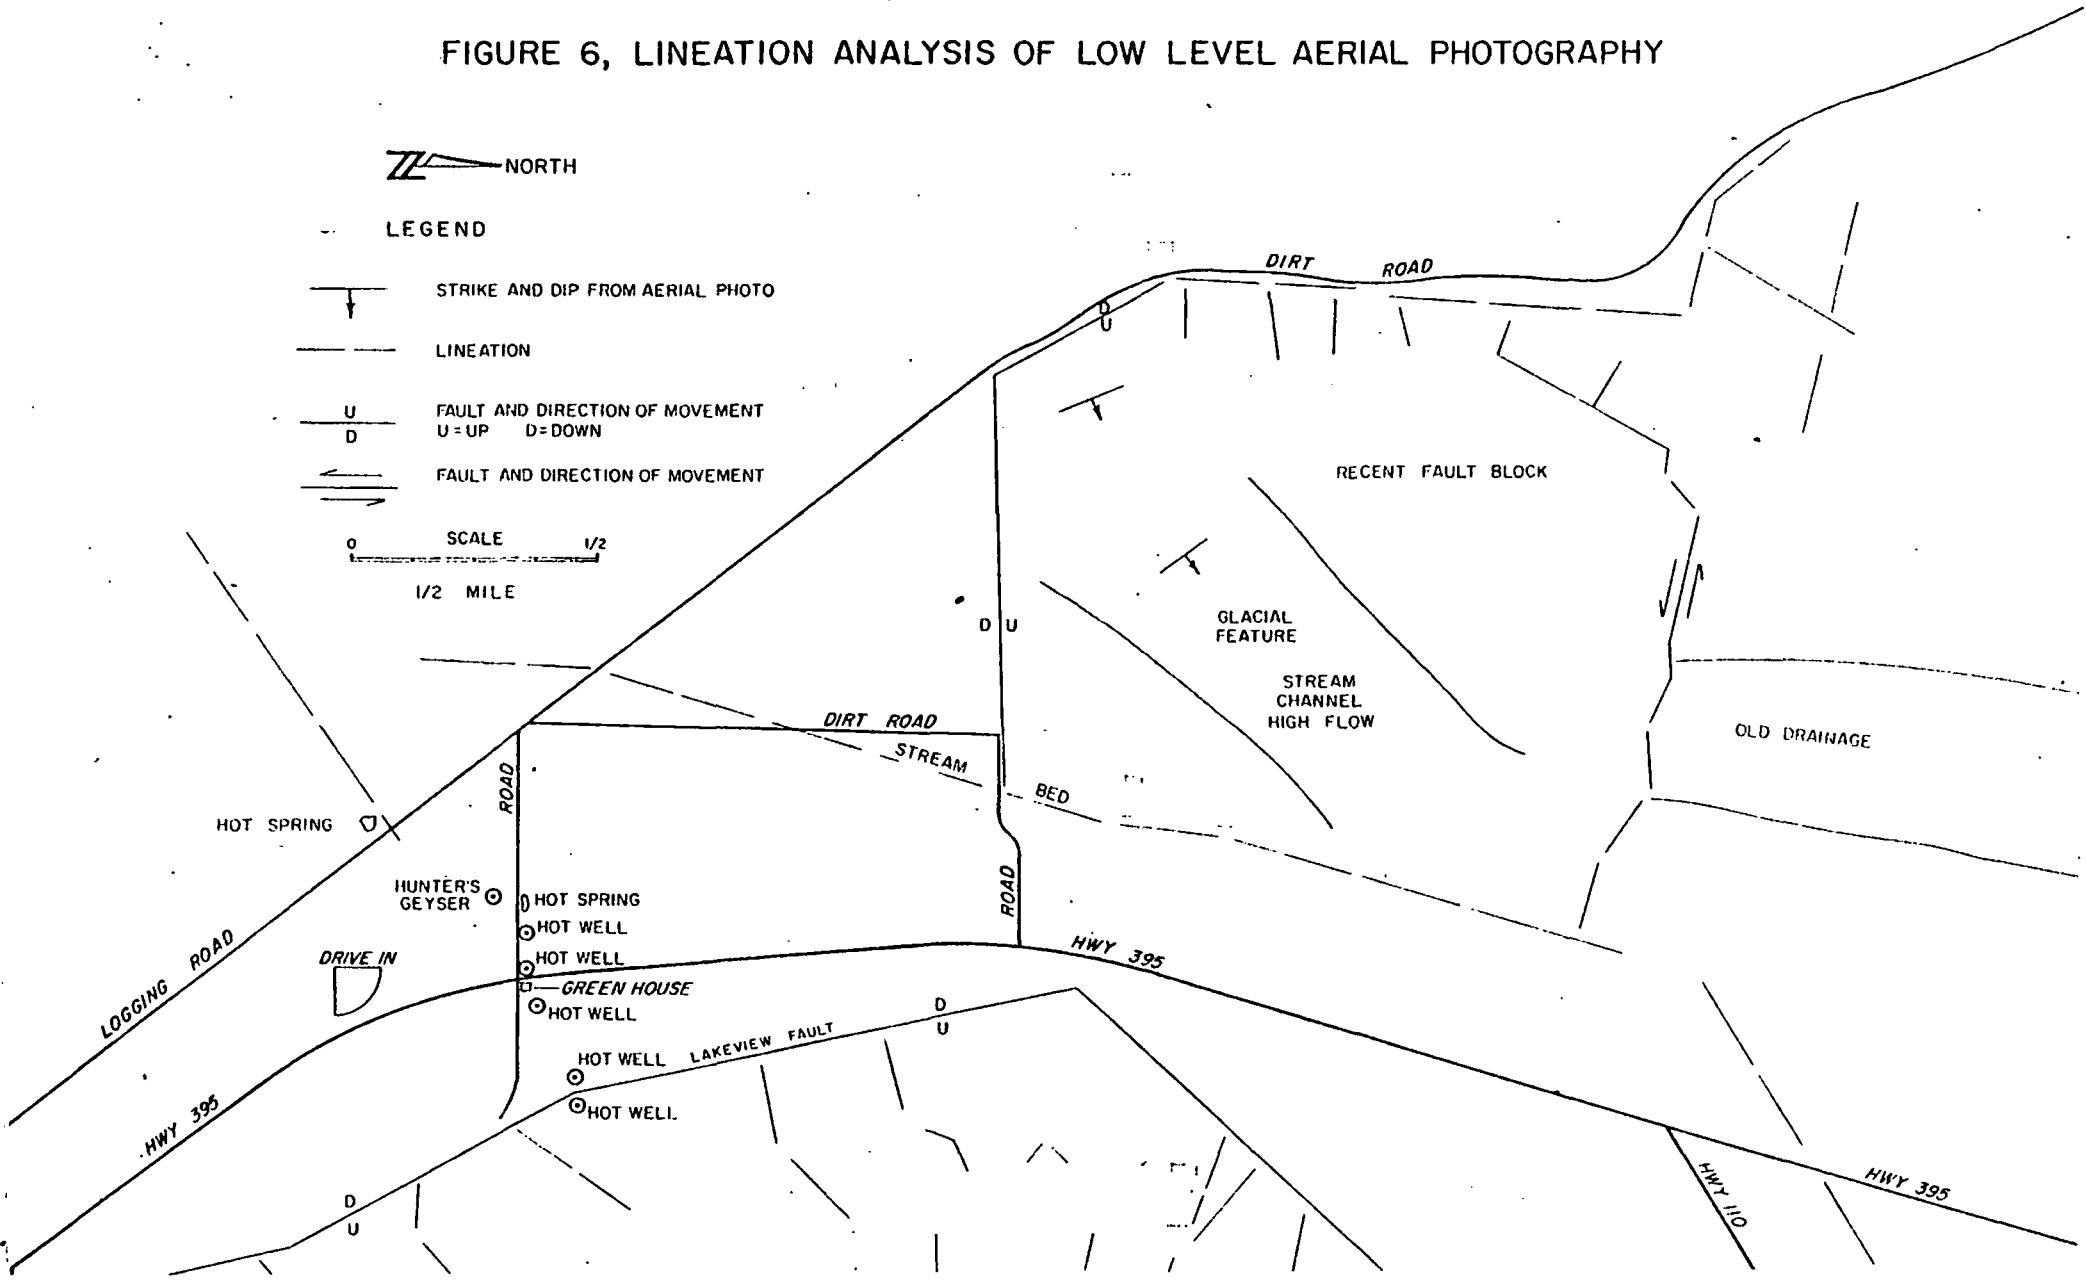 FIGURE 6, LINEATION ANALYSIS OF LOW LEVEL AERIAL PHOTOGRAPHY
NORTH
LEGEND
STRIKE AND DIP FROM AERIAL PHOTO
LINEATION
U
D
FAULT AND DIRECTION OF MOVEMENT
U = UP D = DOWN
FAULT AND DIRECTION OF MOVEMENT
0 SCALE 1/2
1/2 MILE
DIRT ROAD
D
U
RECENT FAULT BLOCK
D U
GLACIAL
FEATURE
STREAM
CHANNEL
HIGH FLOW
OLD DRAINAGE
DIRT ROAD
STREAM BED
ROAD
HOT SPRING
HUNTER'S
GEYSER
HOT SPRING
HOT WELL
HOT WELL
GREEN HOUSE
HOT WELL
ROAD
DRIVE IN
LOGGING ROAD
HWY 395
HWY 395
LAKEVIEW FAULT
D
U
HOT WELL
HOT WELL
D
U
HWY 110
HWY 395